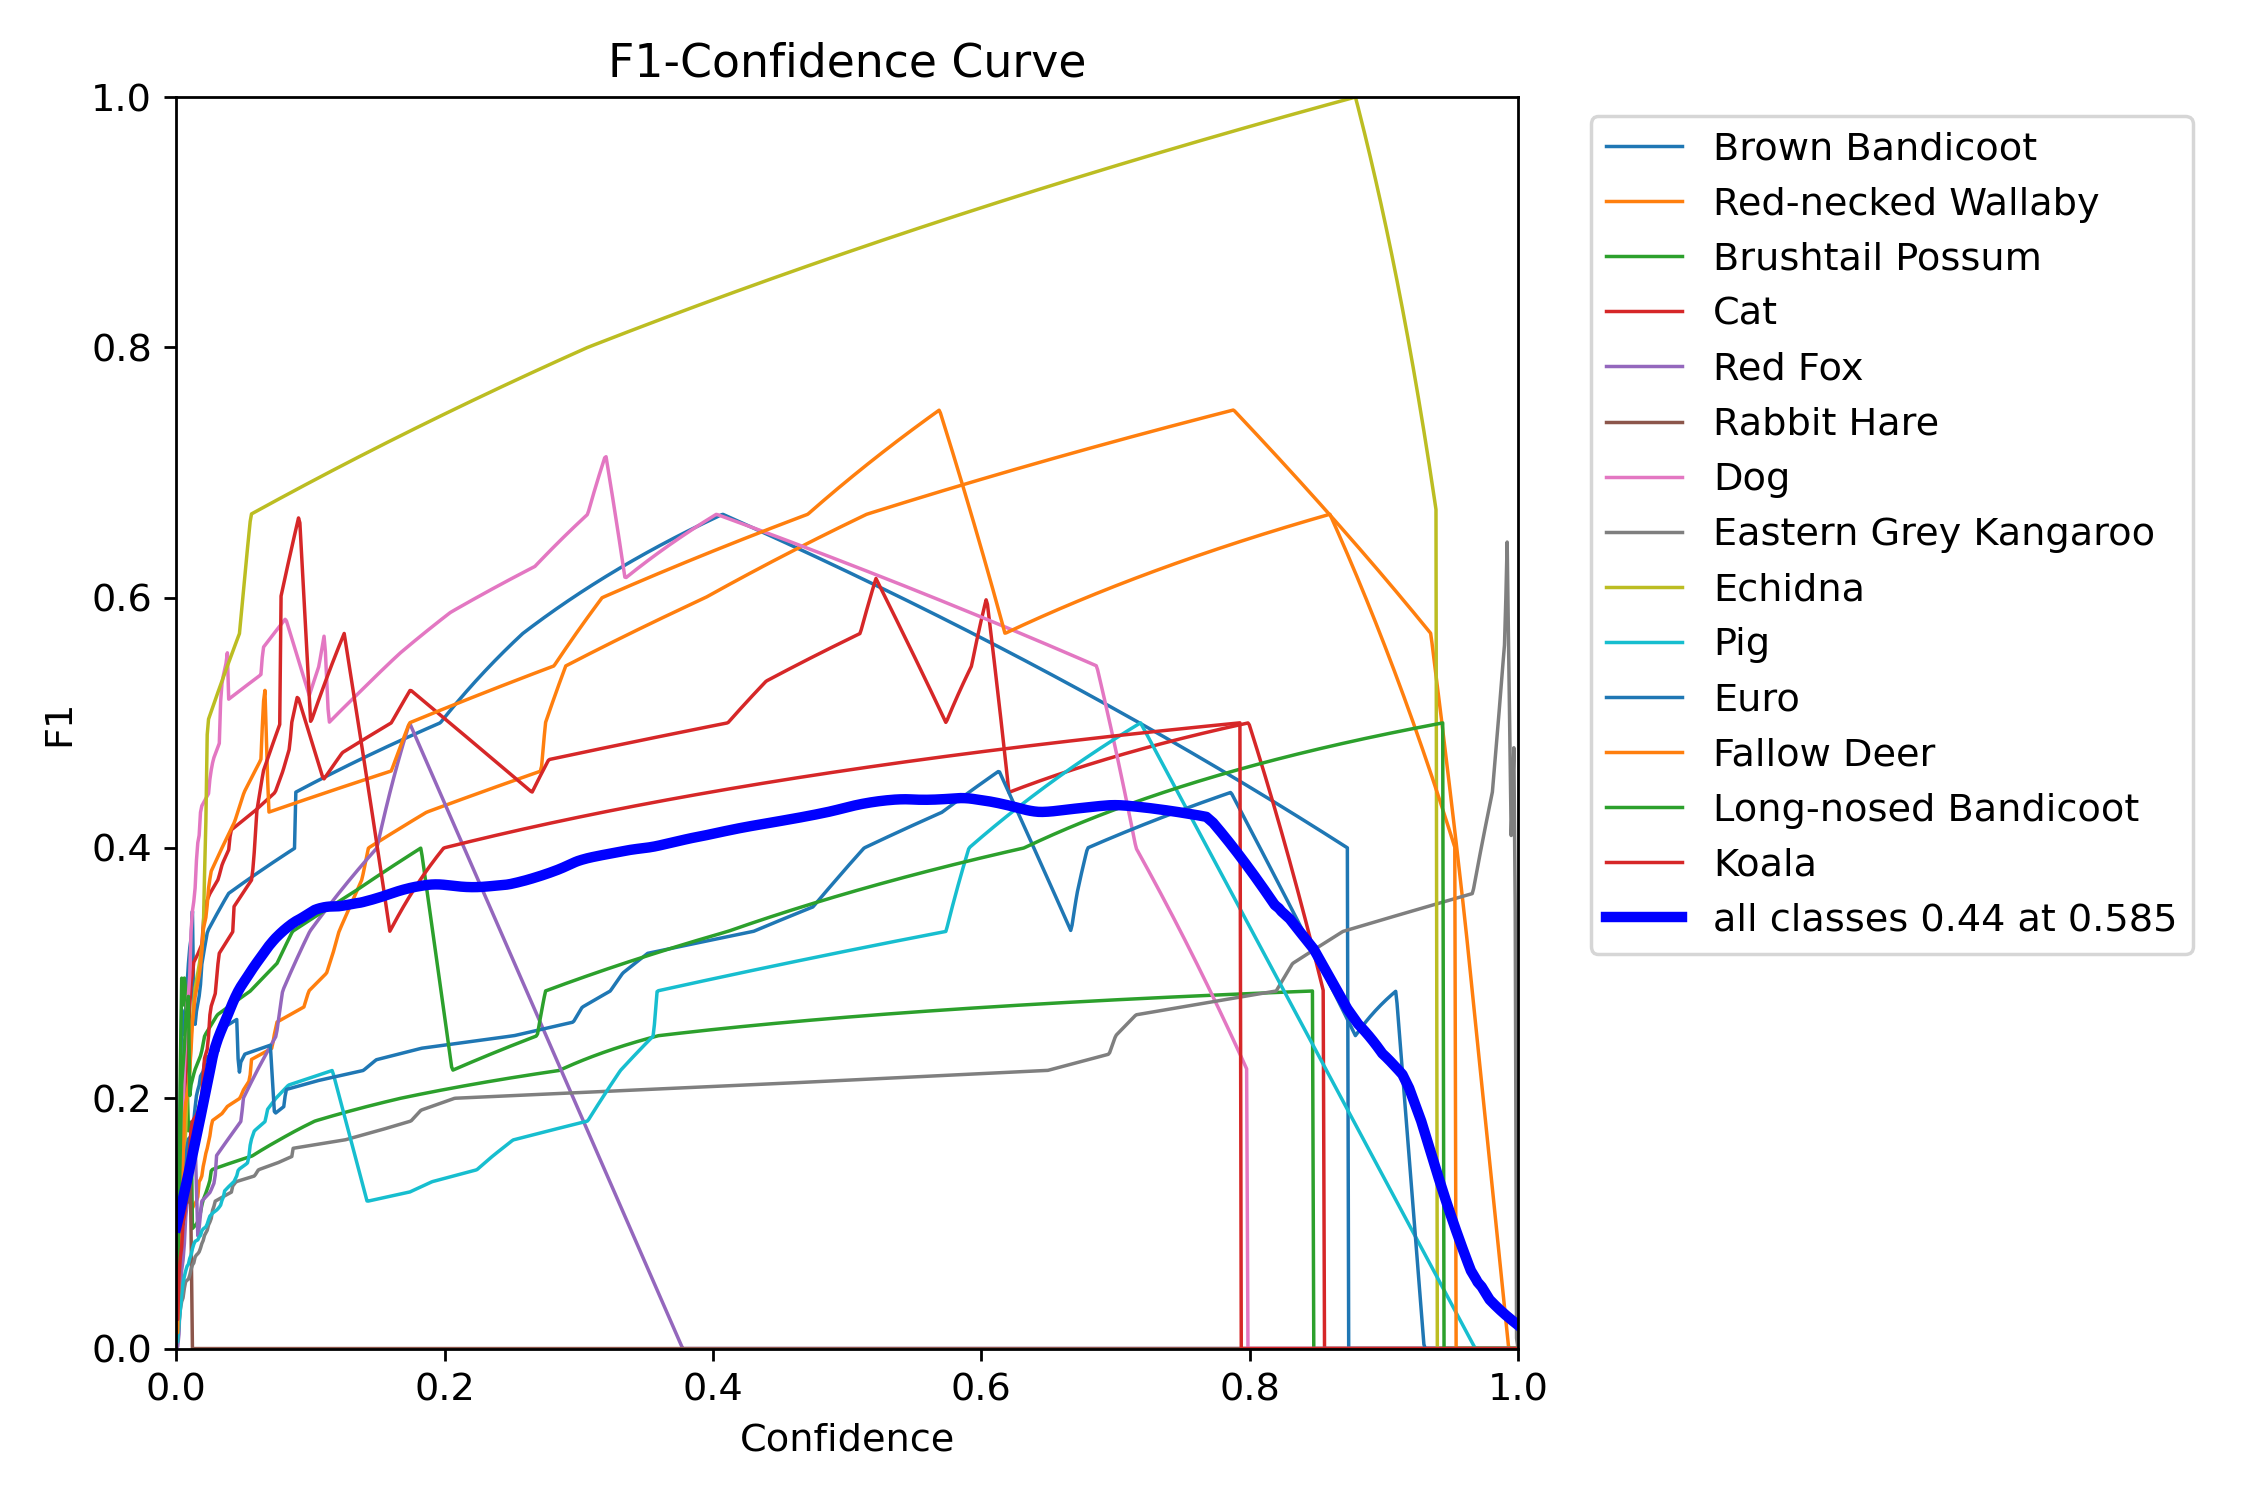 F1-Confidence Curve
1.0
0.8
0.6
0.4
0.2
0.0
F1
0.0 0.2 0.4 0.6 0.8 1.0
Confidence
Brown Bandicoot
Red-necked Wallaby
Brushtail Possum
Cat
Red Fox
Rabbit Hare
Dog
Eastern Grey Kangaroo
Echidna
Pig
Euro
Fallow Deer
Long-nosed Bandicoot
Koala
all classes 0.44 at 0.585